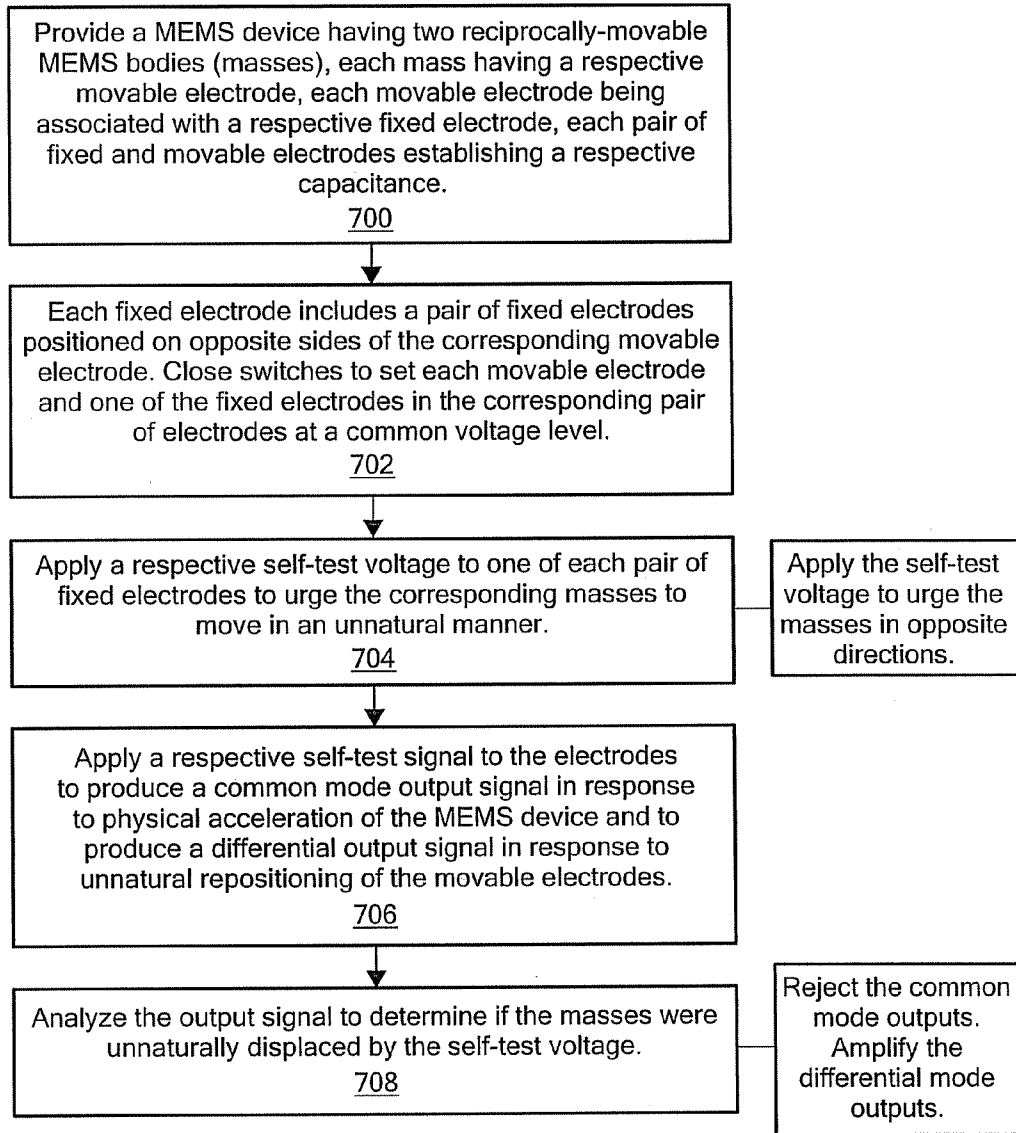 Provide a MEMS device having two reciprocally-movable
MEMS bodies (masses), each mass having a respective
movable electrode, each movable electrode being
associated with a respective fixed electrode, each pair of
fixed and movable electrodes establishing a respective
capacitance.
700
Each fixed electrode includes a pair of fixed electrodes
positioned on opposite sides of the corresponding movable
electrode. Close switches to set each movable electrode
and one of the fixed electrodes in the corresponding pair
of electrodes at a common voltage level.
702
Apply a respective self-test voltage to one of each pair of
fixed electrodes to urge the corresponding masses to
move in an unnatural manner.
704
Apply the self-test
voltage to urge the
masses in opposite
directions.
Apply a respective self-test signal to the electrodes
to produce a common mode output signal in response
to physical acceleration of the MEMS device and to
produce a differential output signal in response to
unnatural repositioning of the movable electrodes.
706
Analyze the output signal to determine if the masses were
unnaturally displaced by the self-test voltage.
708
Reject the common
mode outputs.
Amplify the
differential mode
outputs.